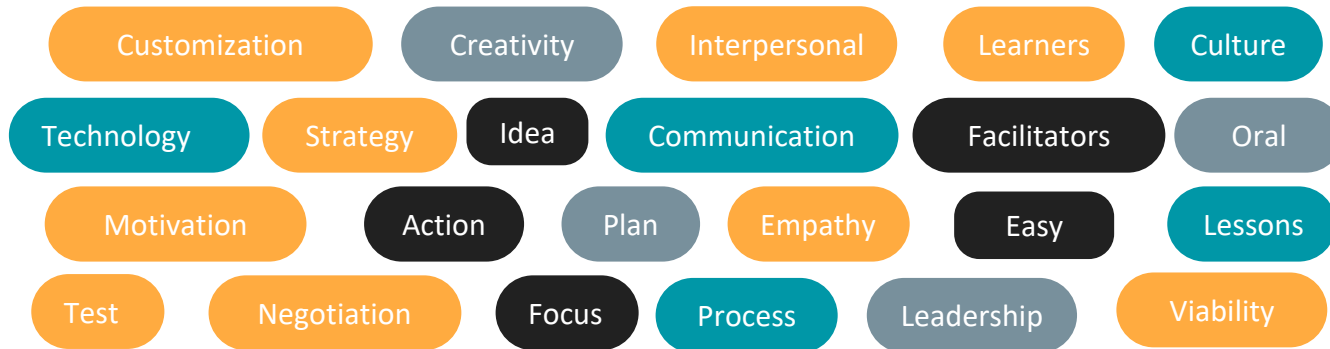 Customization Creativity Interpersonal Learners Culture
Technology Strategy Idea Communication Facilitators Oral
Motivation Action Plan Empathy Easy Lessons
Test Negotiation Focus Process Leadership Viability